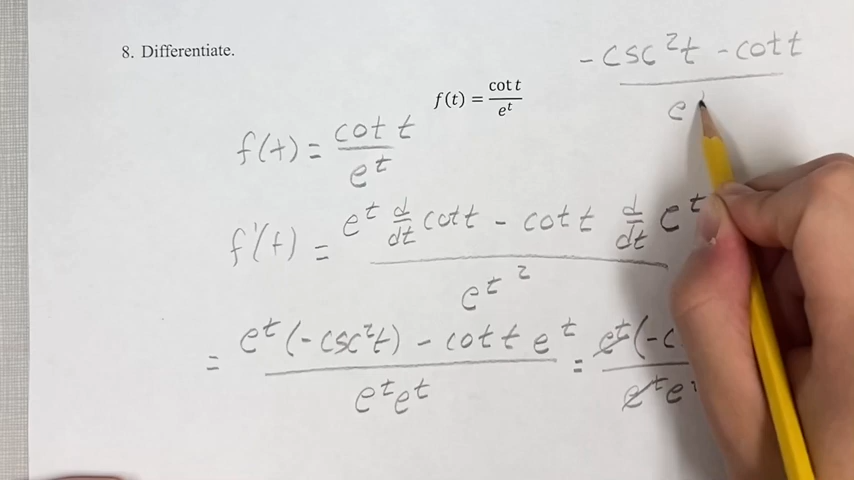 8. Differentiate.
f(t) = cot t / e^t
-csc²t - cot t / e
f(t) = cot t / e^t
f'(t) = e^t d/dt cot t - cot t d/dt e^t / e^t 2
= e^t (-csc²t) - cot t e^t / e^t e^t = e^t (-c / e^t e